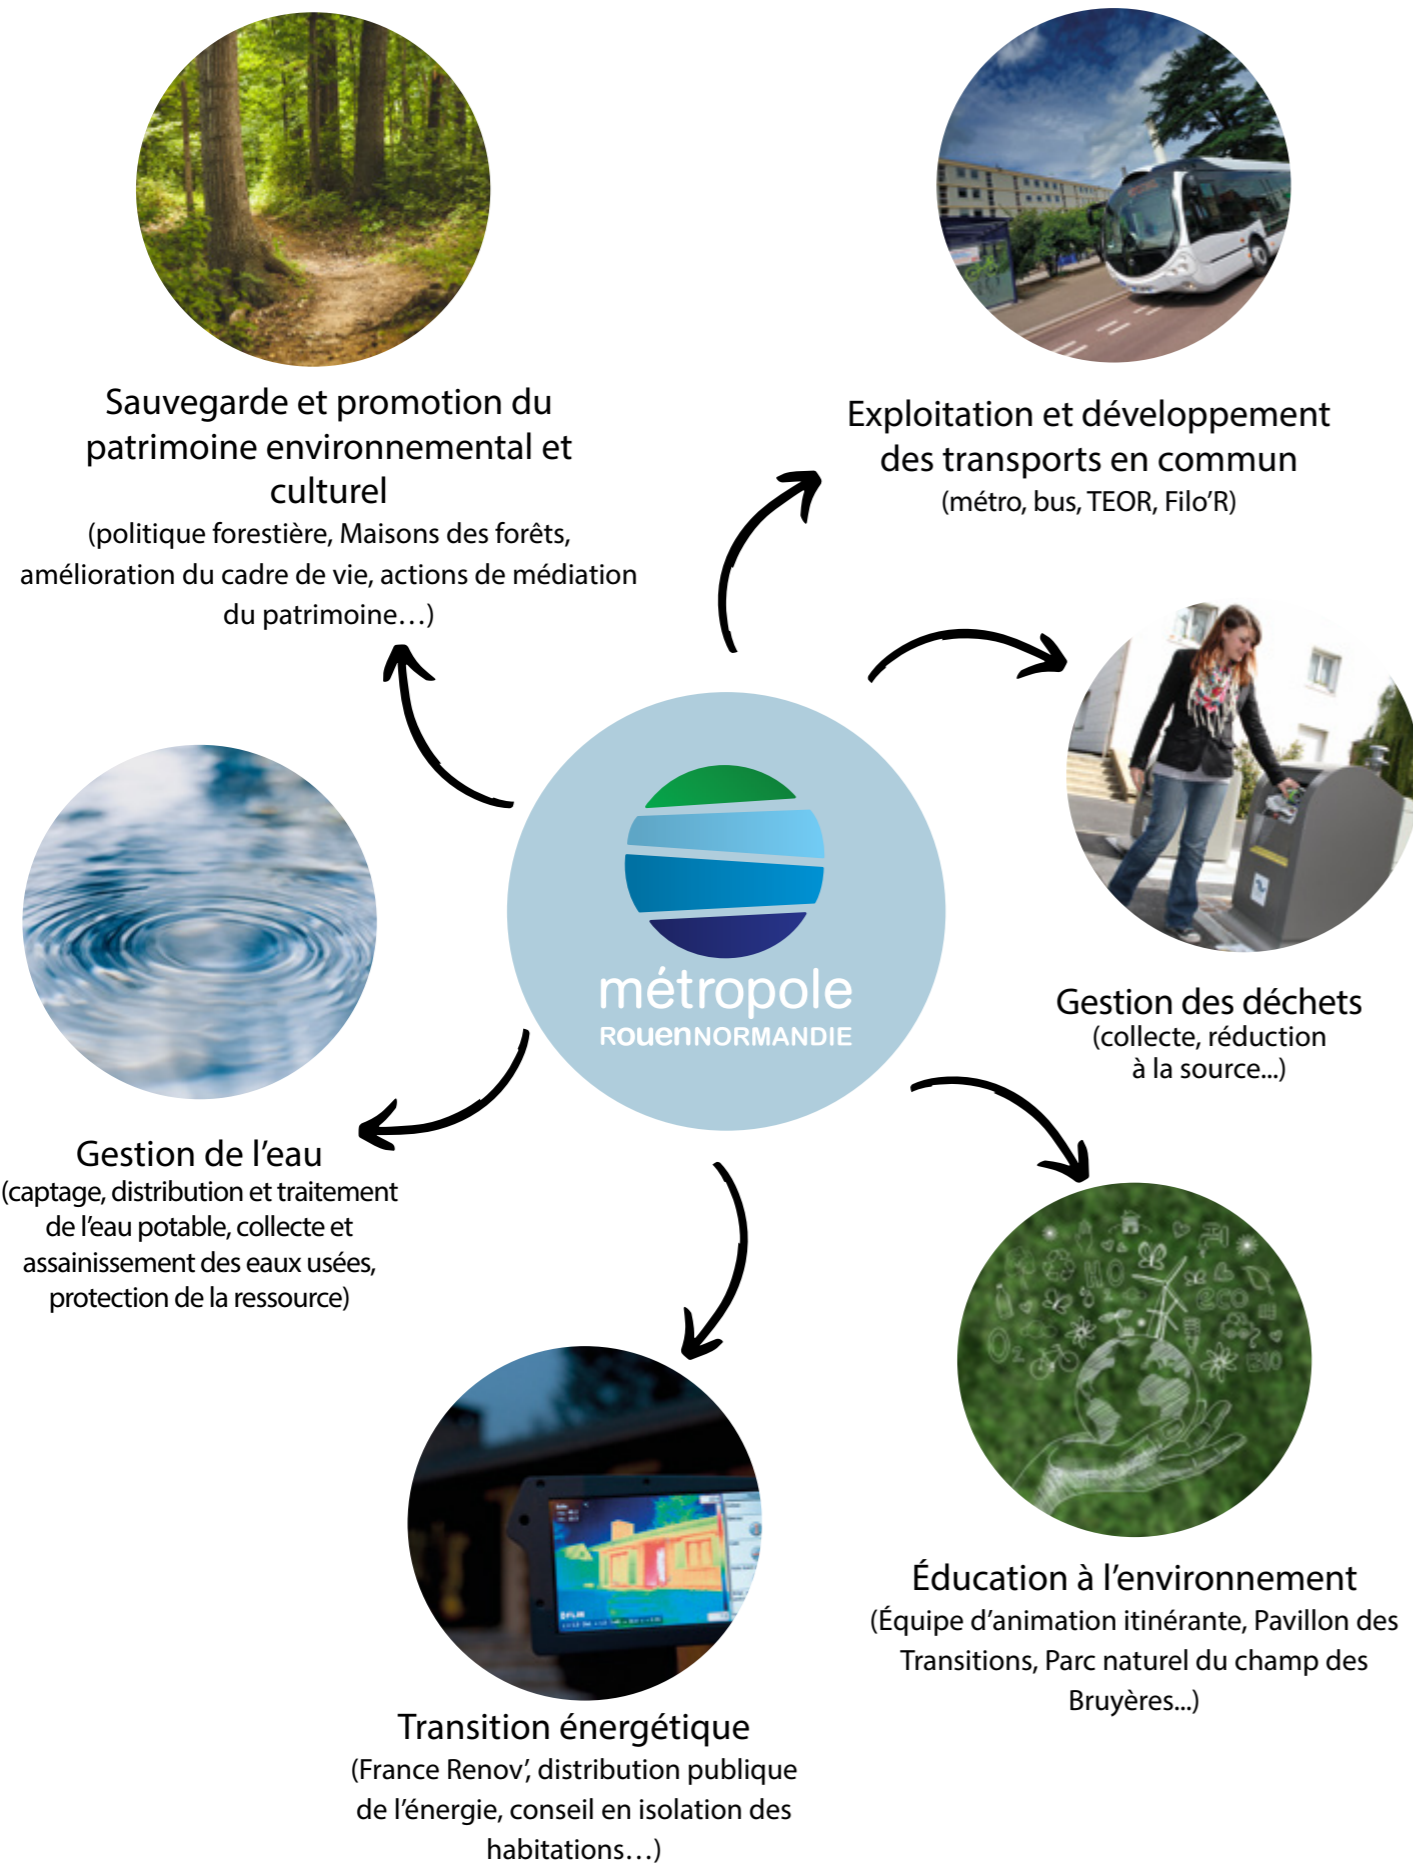 Sauvegarde et promotion du
patrimoine environnemental et
culturel
(politique forestière, Maisons des forêts,
amélioration du cadre de vie, actions de médiation
du patrimoine…)
Exploitation et développement
des transports en commun
(métro, bus, TEOR, Filo’R)
métropole
ROUENNORMANDIE
Gestion des déchets
(collecte, réduction
à la source...)
Gestion de l’eau
(captage, distribution et traitement
de l’eau potable, collecte et
assainissement des eaux usées,
protection de la ressource)
HO
eco
O2
BIO
Éducation à l’environnement
(Équipe d’animation itinérante, Pavillon des
Transitions, Parc naturel du champ des
Bruyères...)
Transition énergétique
(France Renov’, distribution publique
de l’énergie, conseil en isolation des
habitations…)